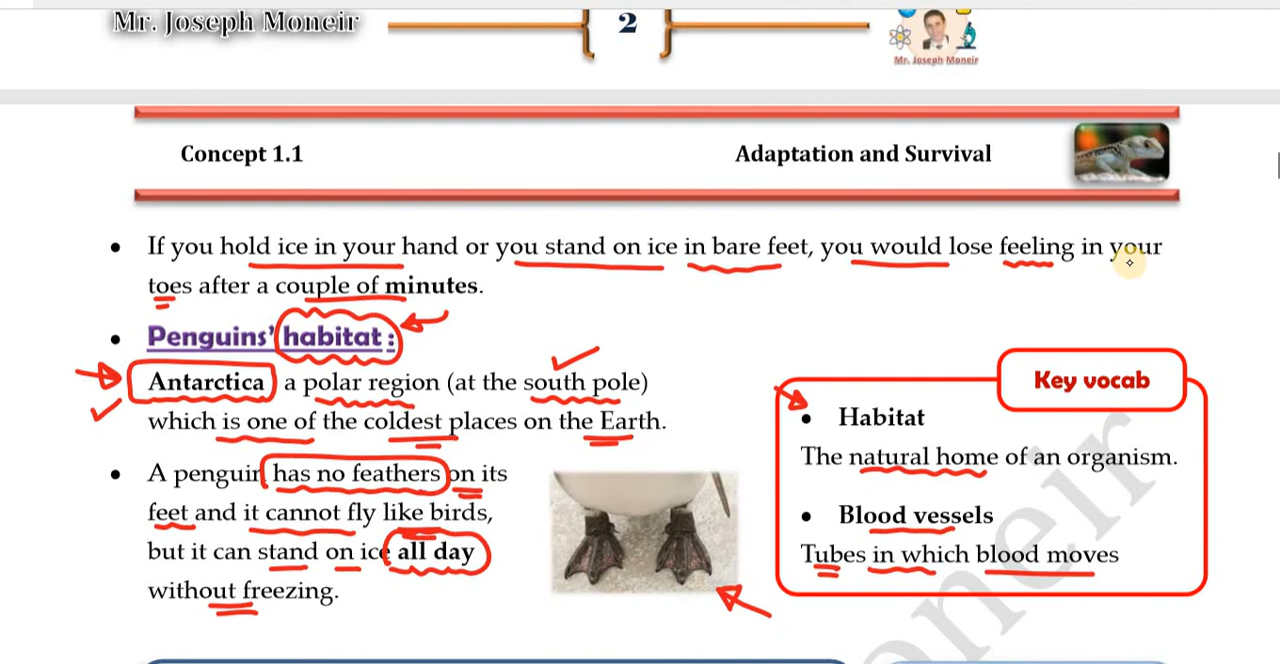 Mr. Joseph Moneir
2
Mr. Joseph Moneir
Concept 1.1
Adaptation and Survival
• If you hold ice in your hand or you stand on ice in bare feet, you would lose feeling in your
toes after a couple of minutes.
• Penguins' habitat:
Antarctica a polar region (at the south pole)
which is one of the coldest places on the Earth.
• A penguin has no feathers on its
feet and it cannot fly like birds,
but it can stand on ice all day
without freezing.
Key vocab
• Habitat
The natural home of an organism.
• Blood vessels
Tubes in which blood moves
oneir